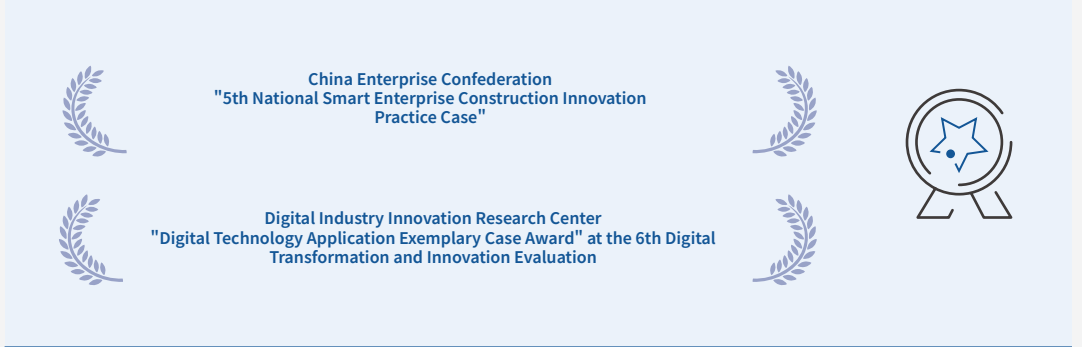 China Enterprise Confederation
"5th National Smart Enterprise Construction Innovation
Practice Case"
Digital Industry Innovation Research Center
"Digital Technology Application Exemplary Case Award" at the 6th Digital
Transformation and Innovation Evaluation